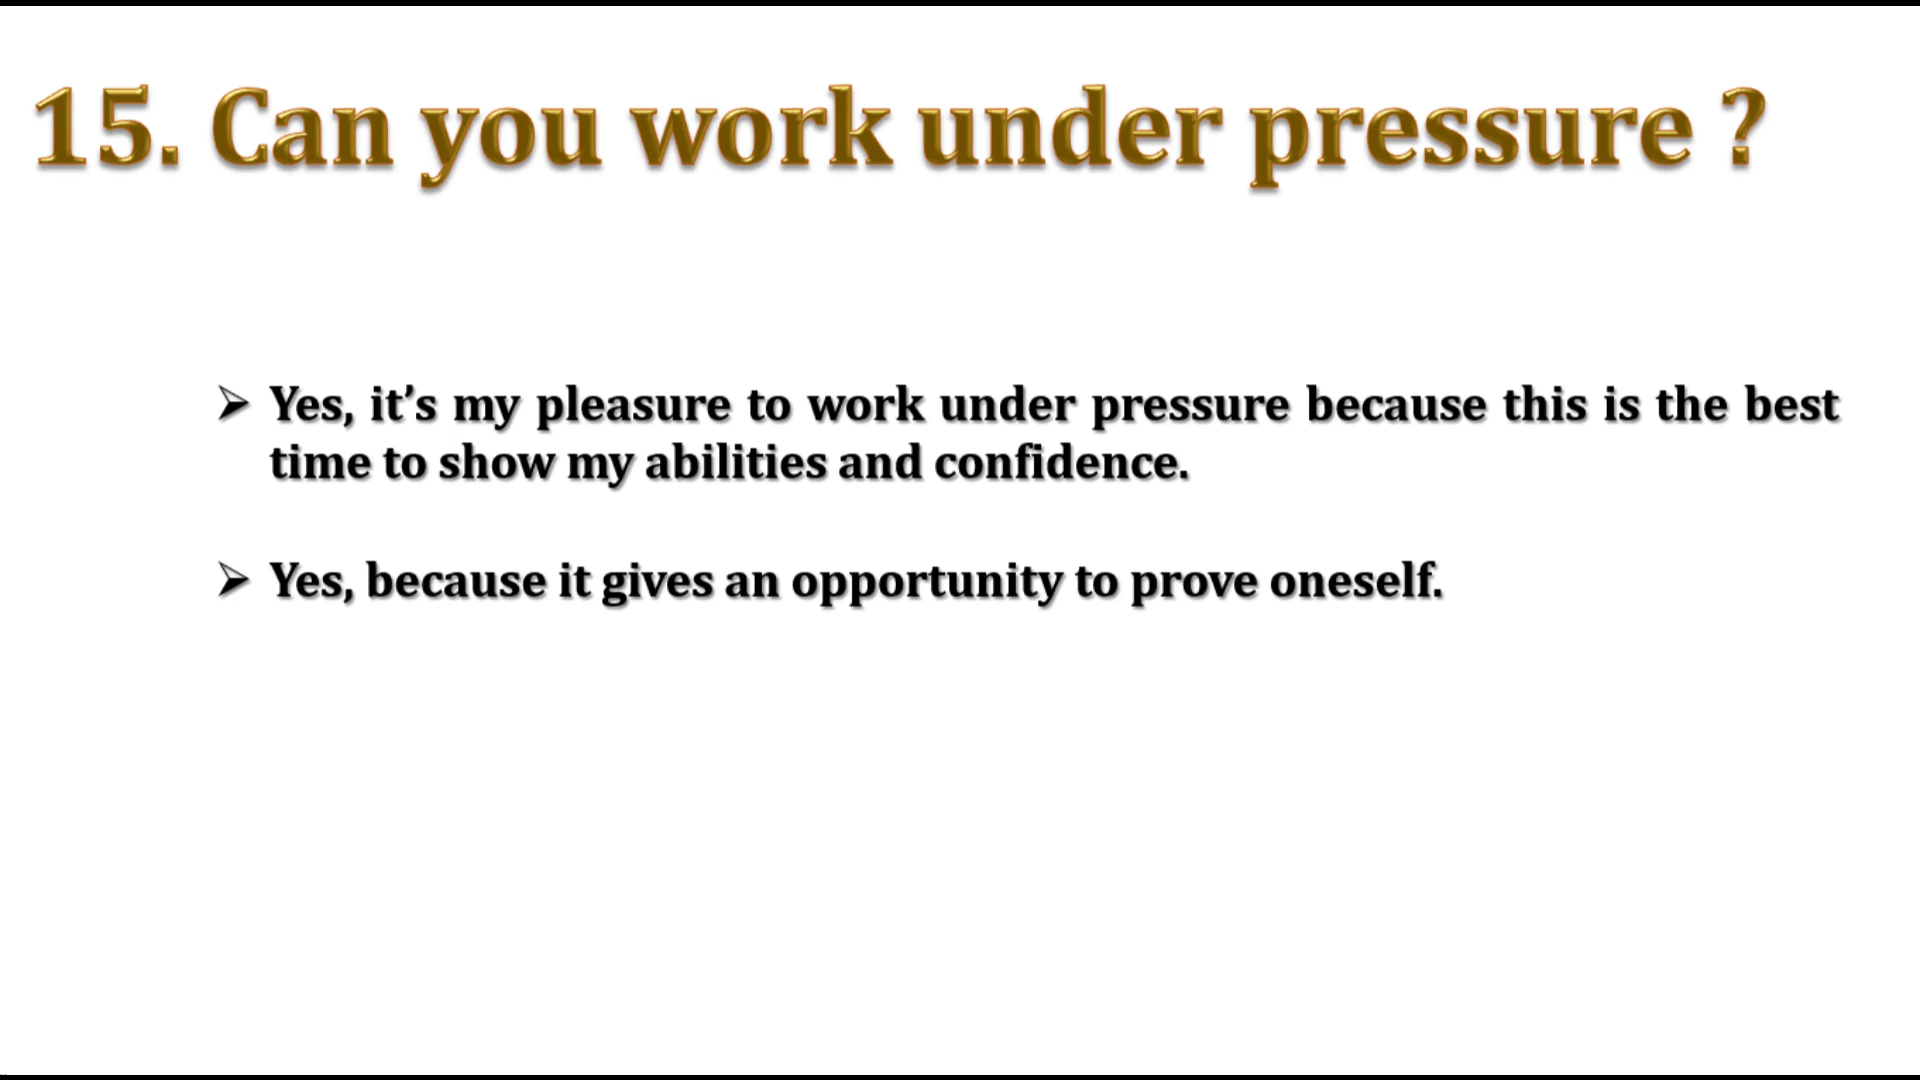 15. Can you work under pressure ?
➢ Yes, it’s my pleasure to work under pressure because this is the best
time to show my abilities and confidence.
➢ Yes, because it gives an opportunity to prove oneself.